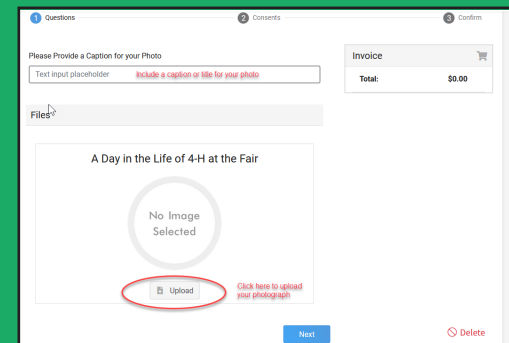 1 Questions
2 Consents
3 Confirm
Please Provide a Caption for your Photo
Text input placeholder
Include a caption or title for your photo
Invoice
Total: $0.00
Files
A Day in the Life of 4-H at the Fair
No Image
Selected
Upload
Click here to upload
your photograph
Next
Delete